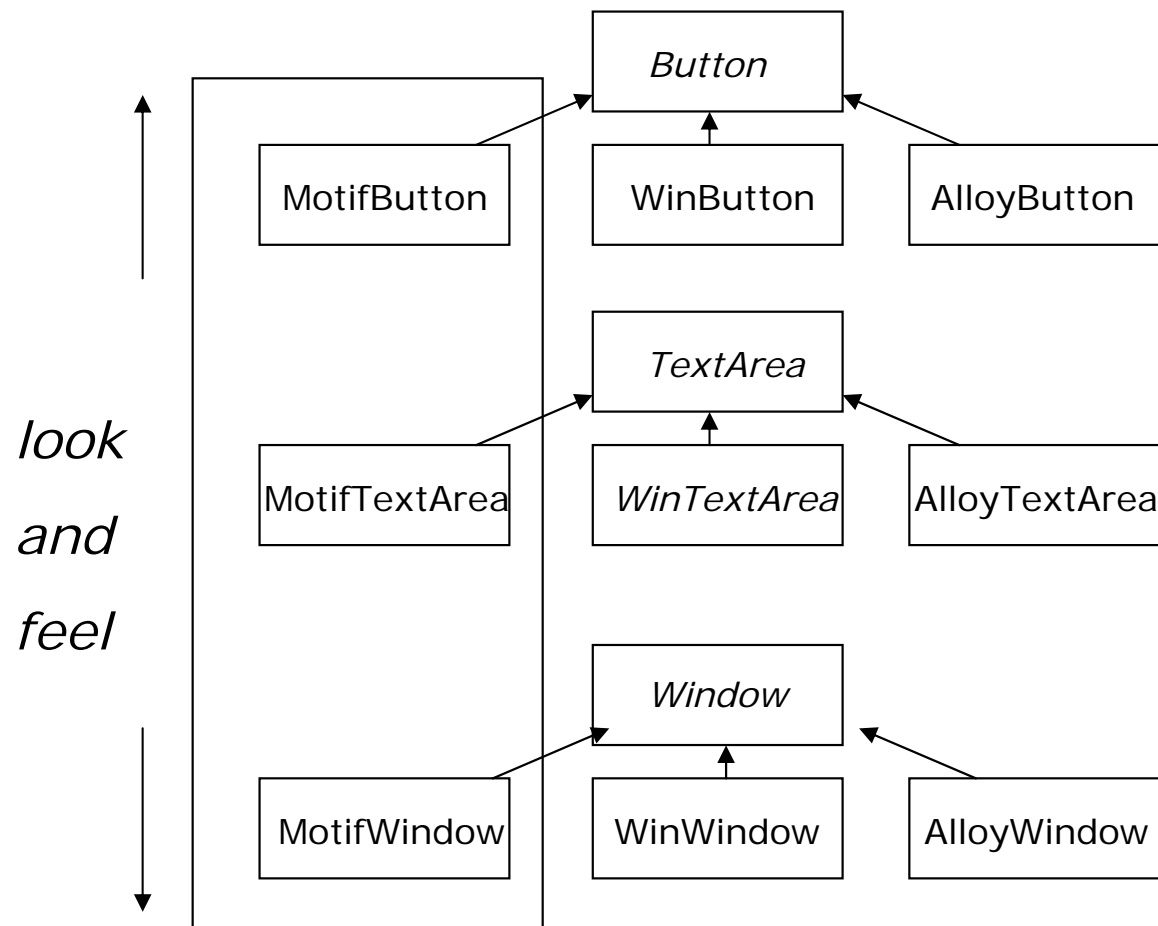 Button
MotifButton WinButton AlloyButton
TextArea
look
MotifTextArea WinTextArea AlloyTextArea
and
feel
Window
MotifWindow WinWindow AlloyWindow